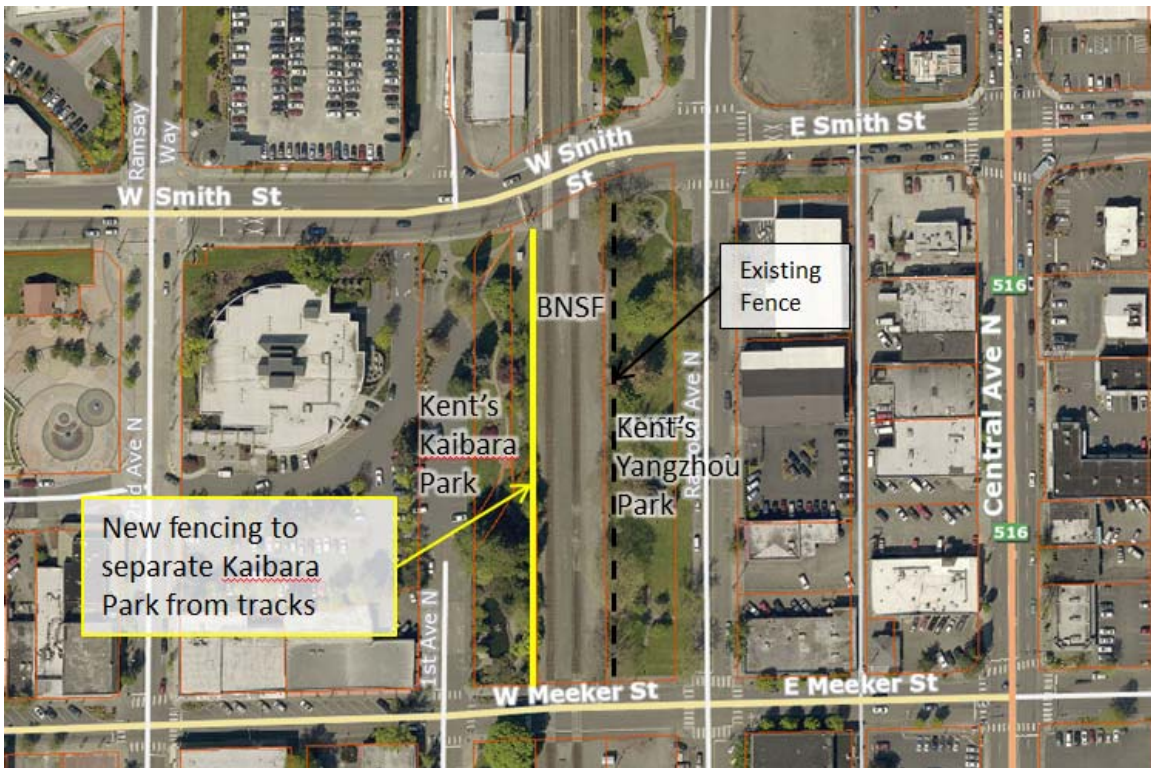 Ramsay
Way
W Smith St
W Smith
St
E Smith St
Existing
Fence
BNSF
516
Kent's
Kaibara
Park
Kent's
Yangzhou
Park
Central Ave N
2nd Ave N
516
New fencing to
separate Kaibara
Park from tracks
1st Ave N
W Meeker St
E Meeker St